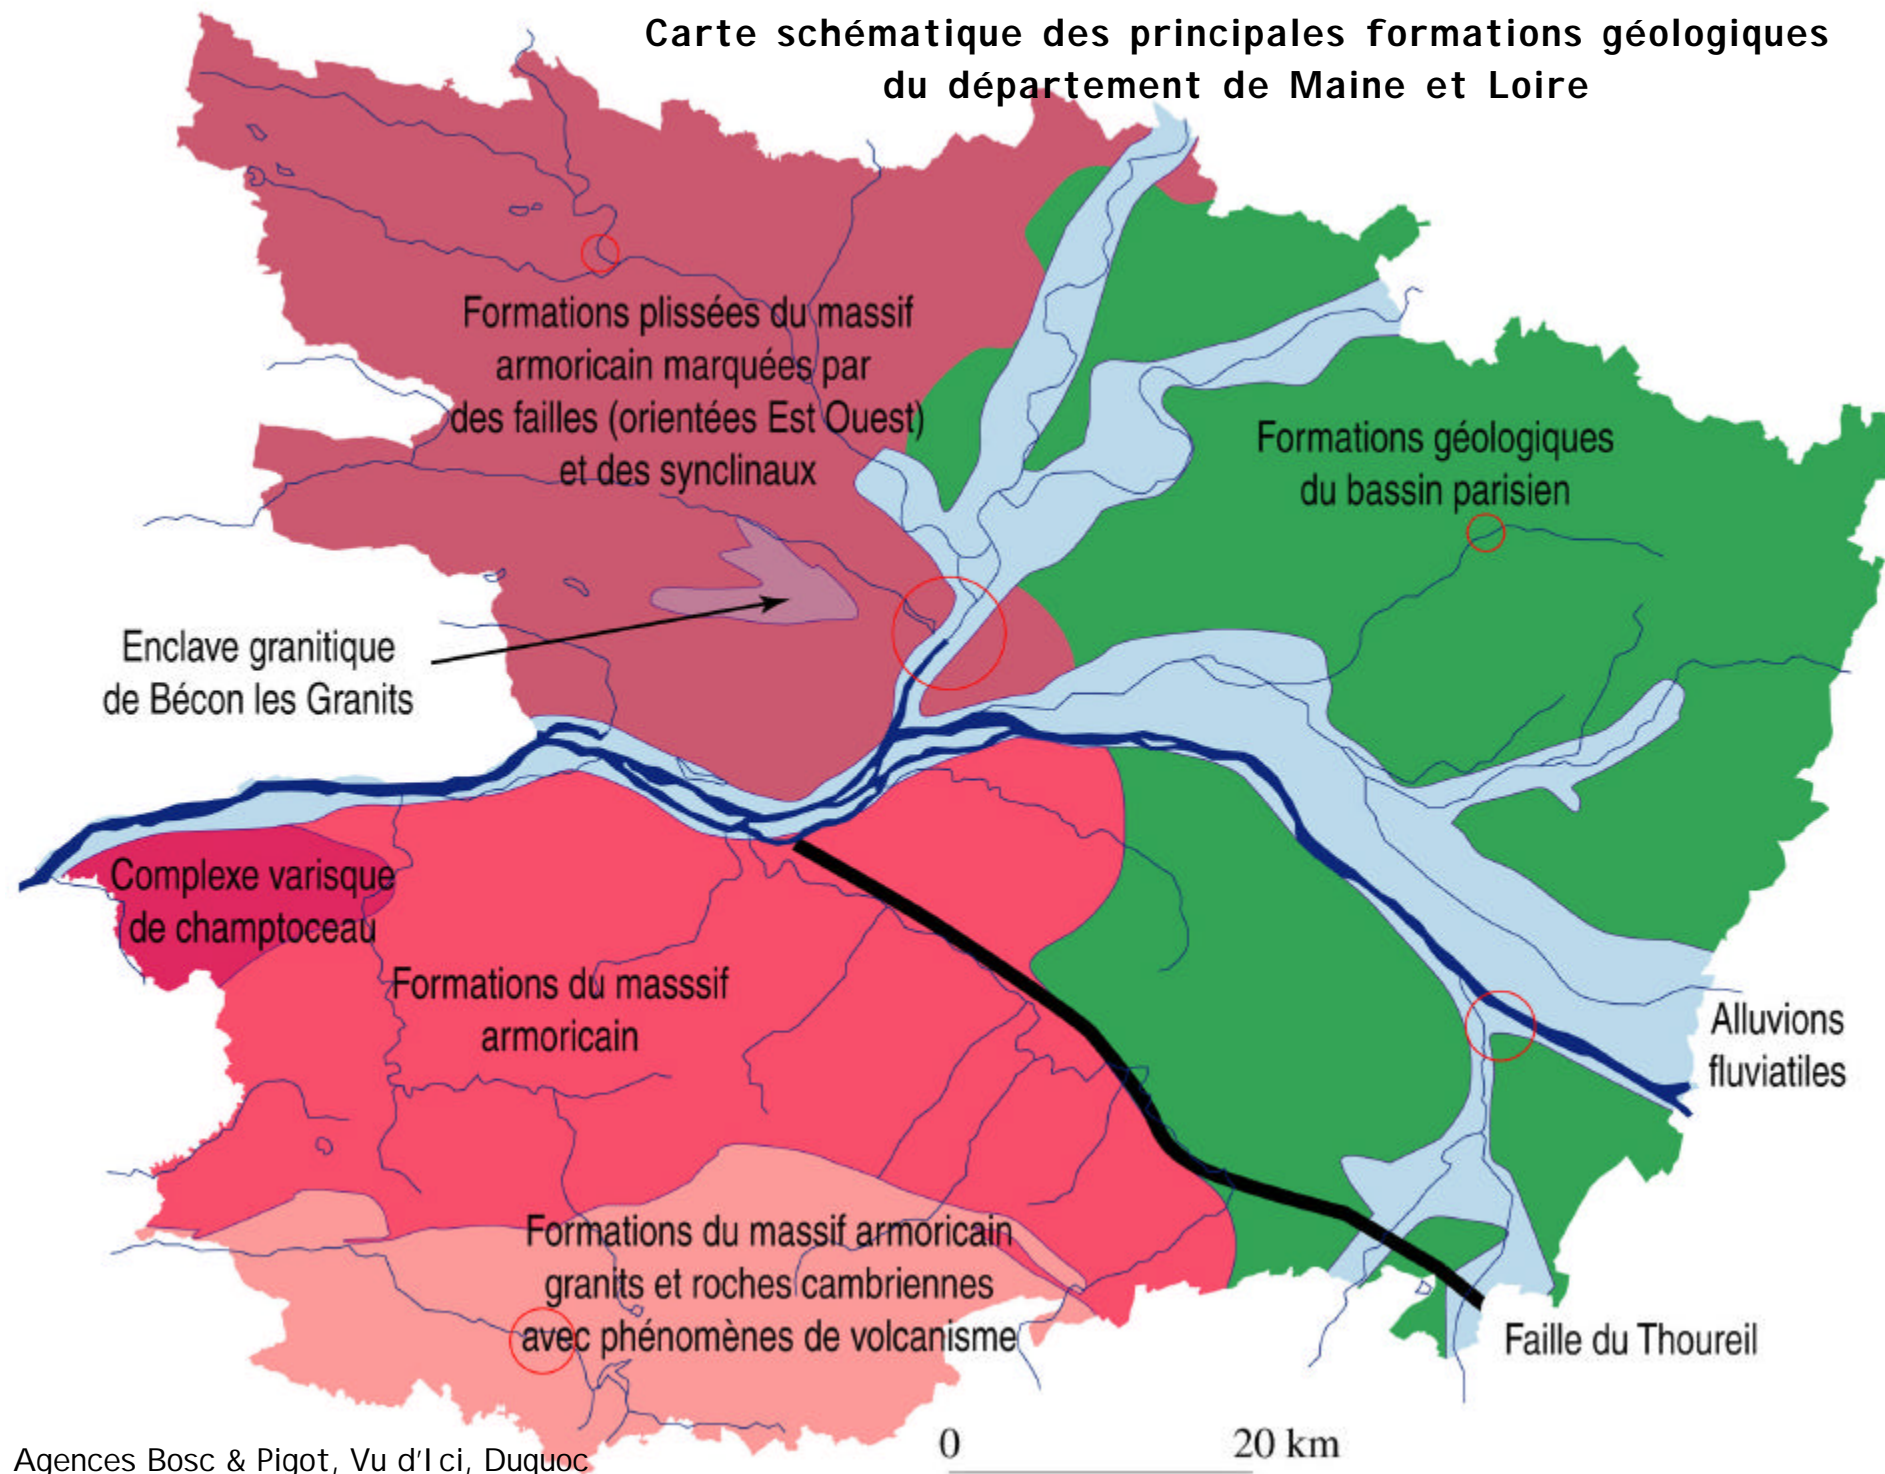 Carte schématique des principales formations géologiques
du département de Maine et Loire
Formations plissées du massif
armoricain marquées par
des failles (orientées Est Ouest)
et des synclinaux
Formations géologiques
du bassin parisien
Enclave granitique
de Bécon les Granits
Complexe varisque
de champtoceau
Formations du masssif
armoricain
Alluvions
fluviatiles
Formations du massif armoricain
granits et roches cambriennes
avec phénomènes de volcanisme
Faille du Thoureil
0 20 km
Agences Bosc & Pigot, Vu d'Ici, Duquoc